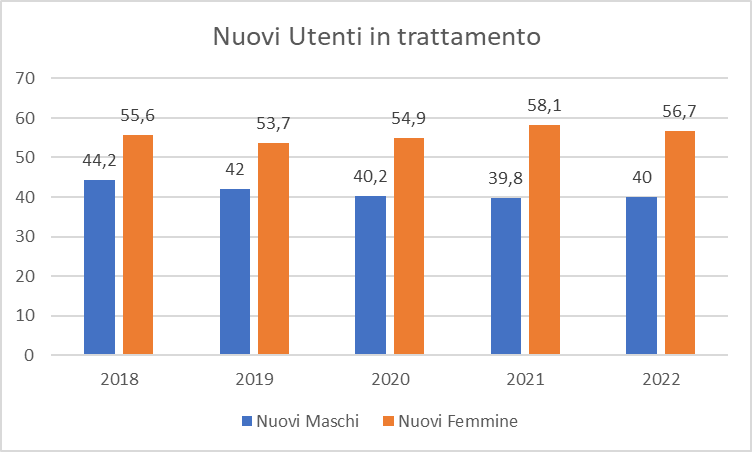 Nuovi Utenti in trattamento
70
60
50
40
30
20
10
0
44,2 55,6 42 53,7 40,2 54,9 39,8 58,1 40 56,7
2018 2019 2020 2021 2022
Nuovi Maschi Nuovi Femmine